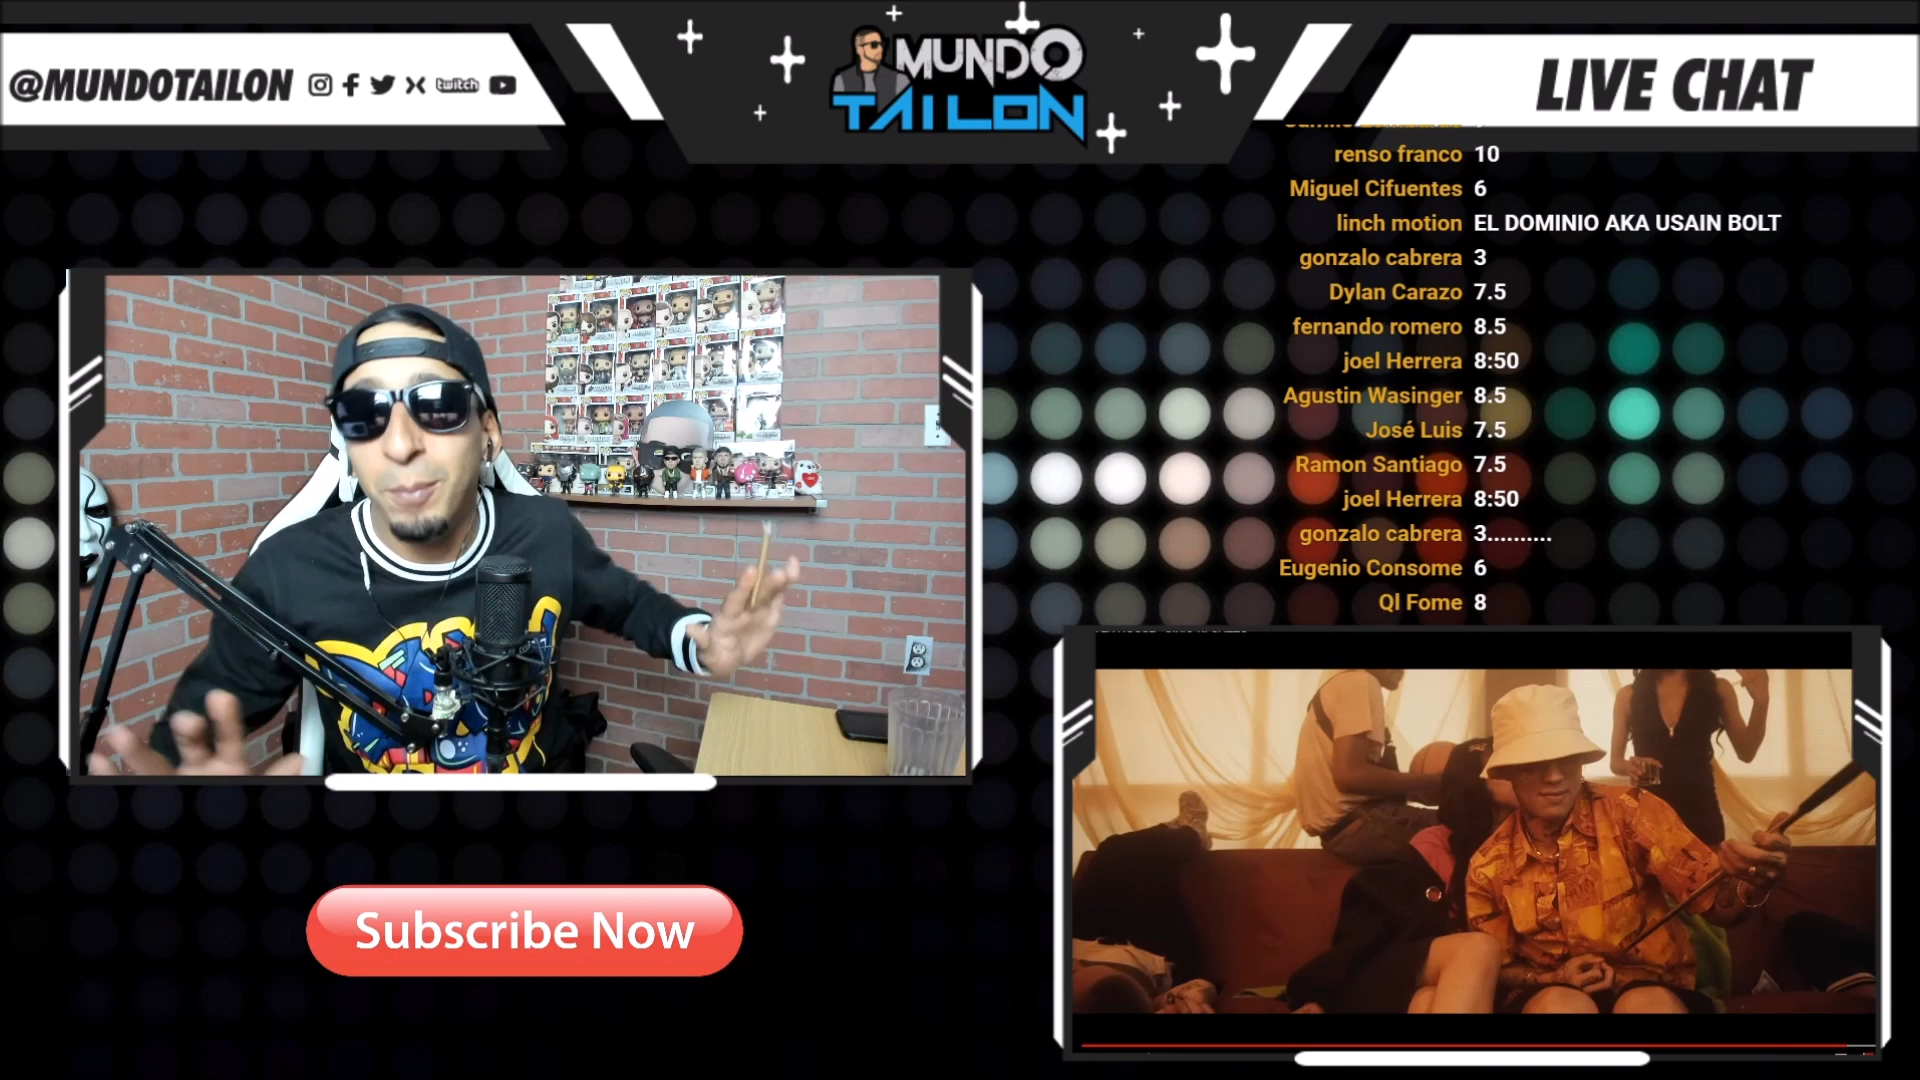 @MUNDOTAILON
twitch
MUNDO
TAILON
LIVE CHAT
renso franco 10
Miguel Cifuentes 6
linch motion EL DOMINIO AKA USAIN BOLT
gonzalo cabrera 3
Dylan Carazo 7.5
fernando romero 8.5
joel Herrera 8:50
Agustin Wasinger 8.5
José Luis 7.5
Ramon Santiago 7.5
joel Herrera 8:50
gonzalo cabrera 3..........
Eugenio Consome 6
Ql Fome 8
Subscribe Now